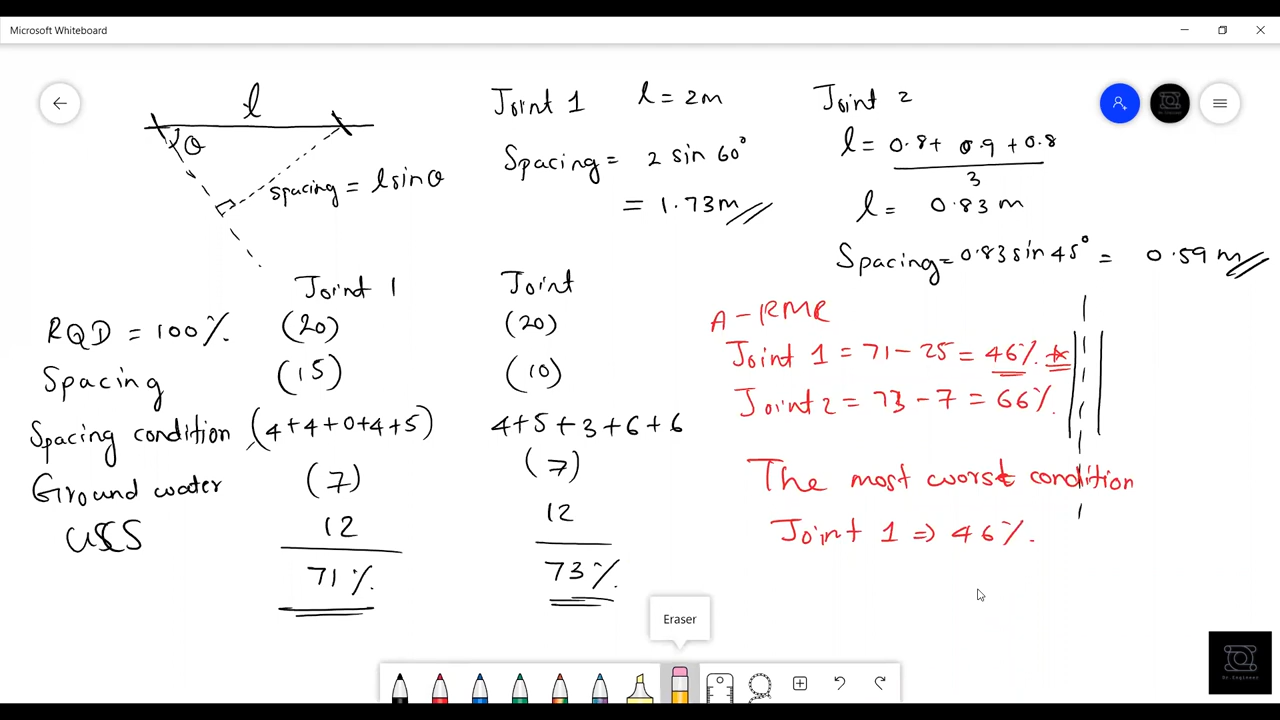 Microsoft Whiteboard
l
θ
spacing = l sin θ
Joint 1 l = 2m
Spacing = 2 sin 60°
= 1.73m
Joint 2
l = 0.8 + 0.9 + 0.8
3
l = 0.83 m
Spacing = 0.83 sin 45° = 0.59 m
Joint 1 Joint
RQD = 100%. (20) (20)
Spacing (15) (10)
Spacing condition (4+4+0+4+5) 4+5+3+6+6
Ground water (7) (7)
UCS 12 12
71% 73%
A-RMR
Joint 1 = 71 - 25 = 46%. *
Joint 2 = 73 - 7 = 66%.
The most worst condition
Joint 1 => 46%.
Eraser
Dr.Engineer